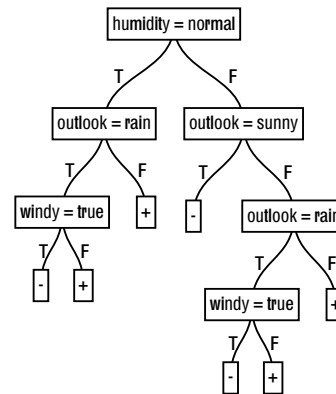 humidity = normal
T F
outlook = rain outlook = sunny
T F T F
windy = true + - outlook = rain
T F T F
- + windy = true +
T F
- +